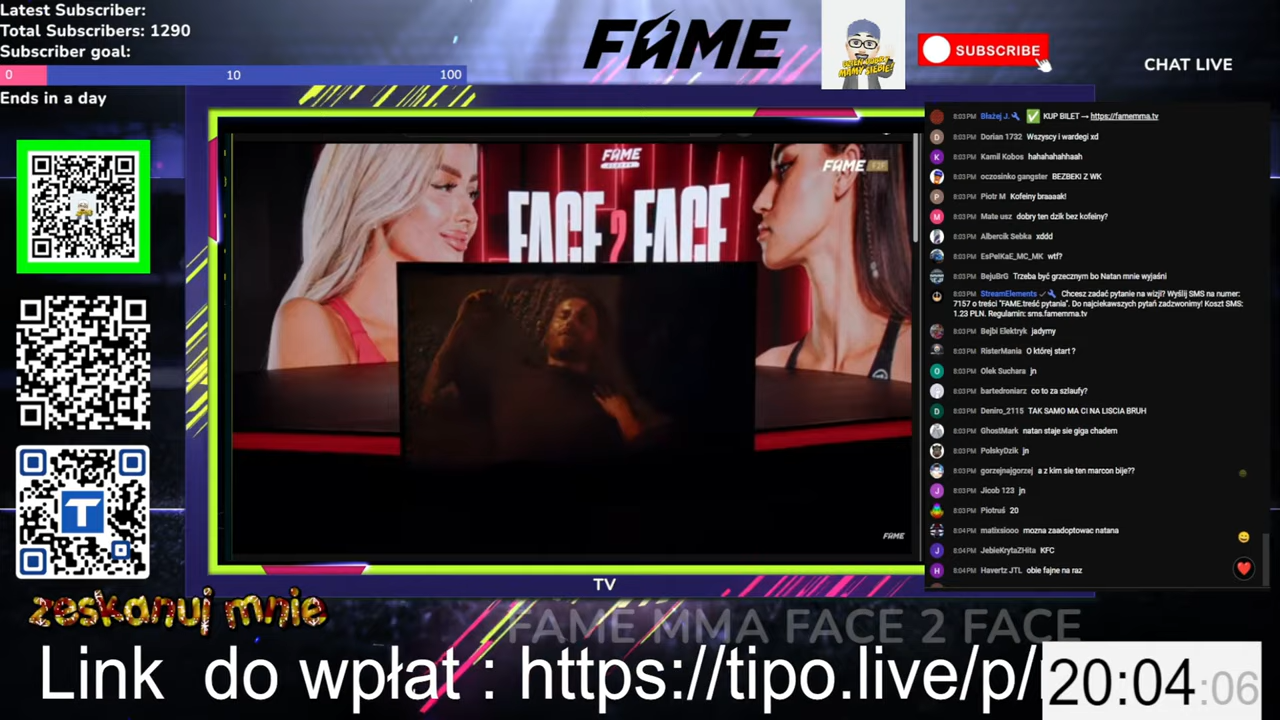 Latest Subscriber:
Total Subscribers: 1290
Subscriber goal:
0
10
100
Ends in a day
FAME
SUBSCRIBE
CHAT LIVE
FAME
FAME F2F
FACE 2 FACE
FAME
TV
8:03 PM Błażej J. KUP BILET → https://famemma.tv
8:03 PM Dorian 1732 Wszyscy i wardegi xd
8:03 PM Kamil Kobos hahahahahhaah
8:03 PM oczosinko gangster BEZBEKI Z WK
8:03 PM Piotr M Kofeiny braaaak!
8:03 PM Mate usz dobry ten dzik bez kofeiny?
8:03 PM Albercik Sebka xddd
8:03 PM EsPeIKaE_MC_MK wtf?
8:03 PM BejuBrG Trzeba być grzecznym bo Natan mnie wyjaśni
8:03 PM StreamElements Chcesz zadać pytanie na wizji? Wyślij SMS na numer:
7157 o treści "FAME.treść pytania". Do najciekawszych pytań zadzwonimy! Koszt SMS:
1.23 PLN. Regulamin: sms.famemma.tv
8:03 PM Bejbi Elektryk jadymy
8:03 PM RisterMania O której start ?
8:03 PM Olek Suchara jn
8:03 PM bartedroniarz co to za szlaufy?
8:03 PM Deniro_2115 TAK SAMO MA CI NA LISCIA BRUH
8:03 PM GhostMark natan staje sie giga chadem
8:03 PM PolskyDzik jn
8:03 PM gorzejnajgorzej a z kim sie ten marcon bije??
8:03 PM Jicob 123 jn
8:03 PM Piotruś 20
8:04 PM matixsiooo mozna zaadoptowac natana
8:04 PM JebieKrytaZHita KFC
8:04 PM Havertz JTL obie fajne na raz
zeskanuj mnie
FAME MMA FACE 2 FACE
Link do wpłat : https://tipo.live/p/
20:04:06